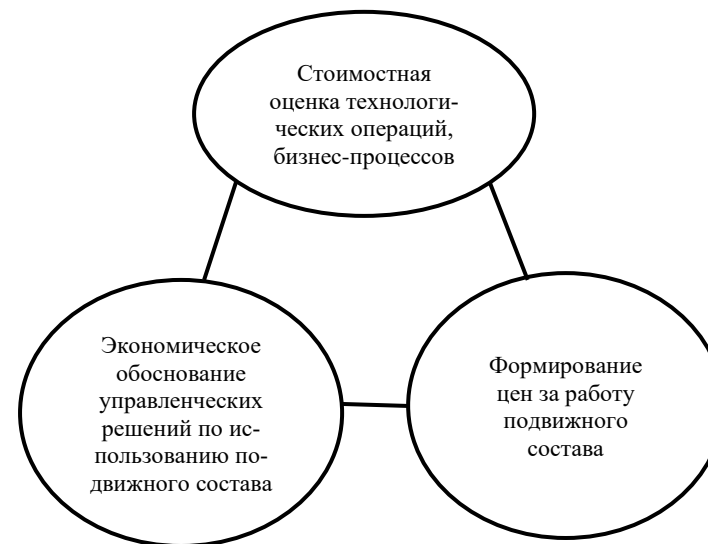 Стоимостная
оценка технологи-
ческих операций,
бизнес-процессов
Экономическое
обоснование
управленческих
решений по ис-
пользованию по-
движного состава
Формирование
цен за работу
подвижного
состава